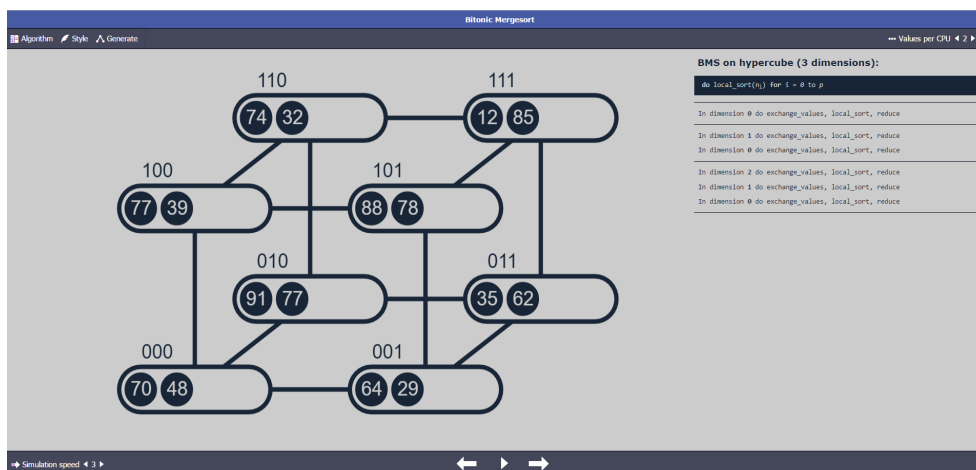 Bitonic Mergesort
Algorithm Style Generate
Values per CPU 2
BMS on hypercube (3 dimensions):
do local_sort(n_i) for i = 0 to p
In dimension 0 do exchange_values, local_sort, reduce
In dimension 1 do exchange_values, local_sort, reduce
In dimension 0 do exchange_values, local_sort, reduce
In dimension 2 do exchange_values, local_sort, reduce
In dimension 1 do exchange_values, local_sort, reduce
In dimension 0 do exchange_values, local_sort, reduce
110 111
74 32 12 85
100 101
77 39 88 78
010 011
91 77 35 62
000 001
70 48 64 29
Simulation speed 3